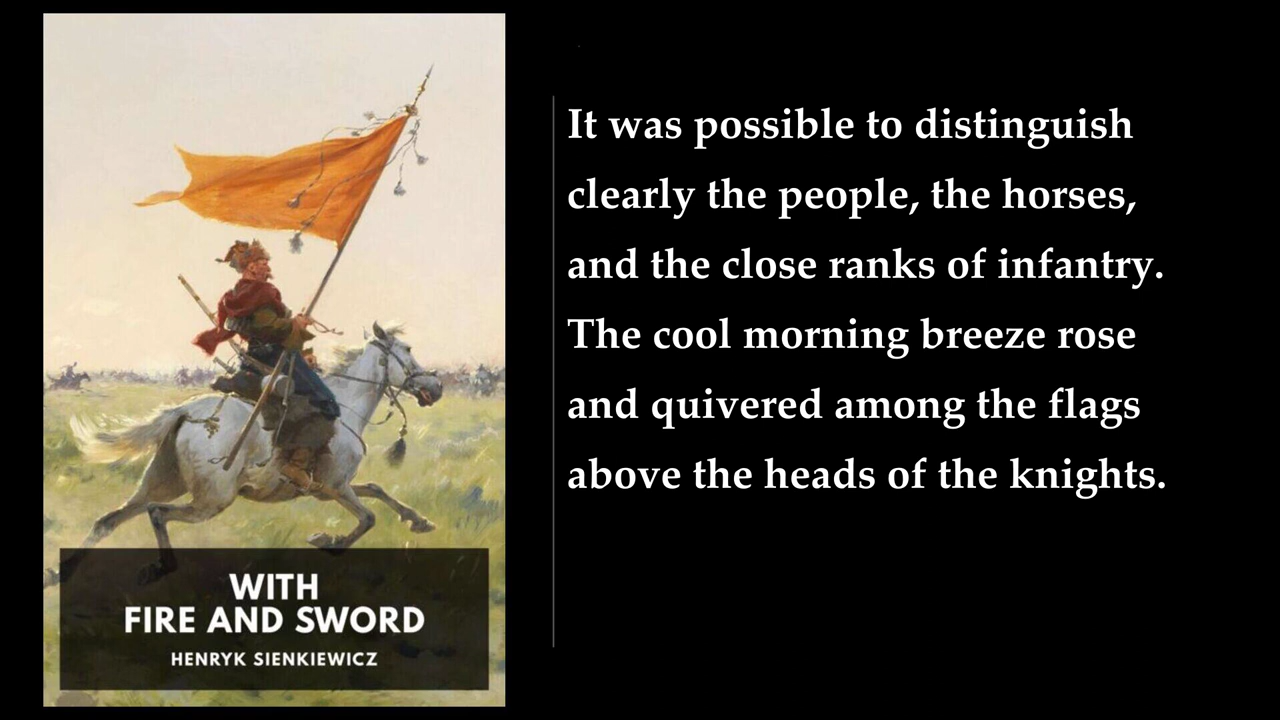 WITH
FIRE AND SWORD
HENRYK SIENKIEWICZ
It was possible to distinguish
clearly the people, the horses,
and the close ranks of infantry.
The cool morning breeze rose
and quivered among the flags
above the heads of the knights.